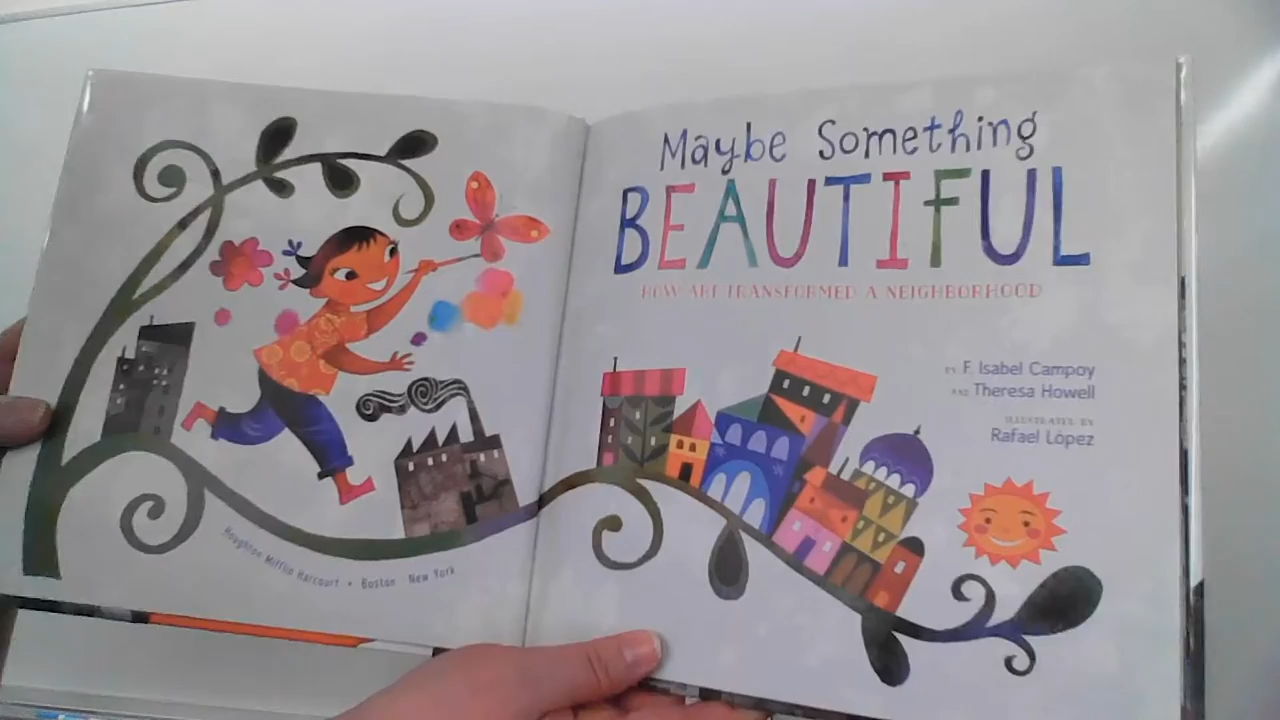 Houghton Mifflin Harcourt • Boston New York
Maybe Something
BEAUTIFUL
HOW ART TRANSFORMED A NEIGHBORHOOD
BY F. Isabel Campoy
AND Theresa Howell
ILLUSTRATED BY
Rafael López